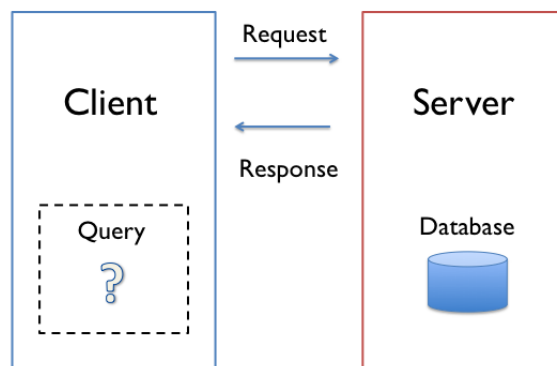 Request
Client
Server
Response
Query
?
Database